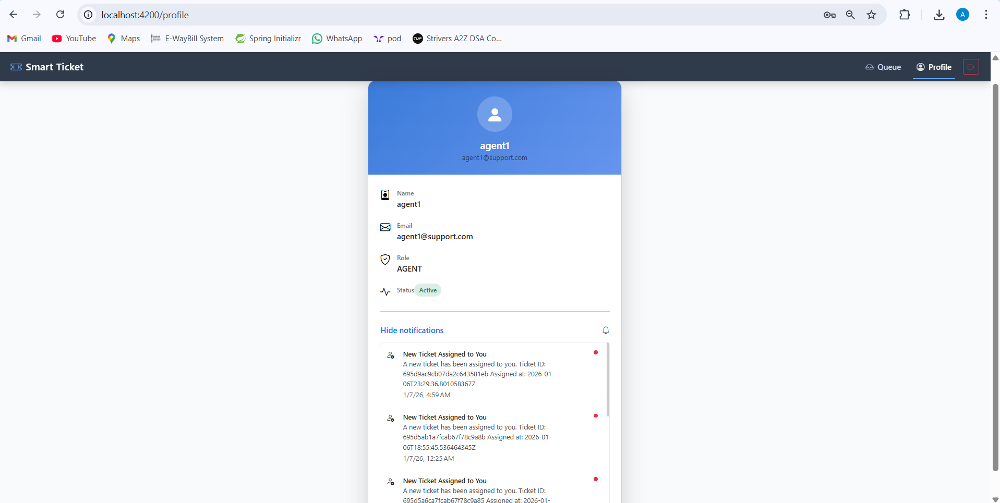 localhost:4200/profile
A
Gmail
YouTube
Maps
E-WayBill System
Spring Initializr
WhatsApp
pod
TUF
Strivers A2Z DSA Co...
Smart Ticket
Queue
Profile
agent1
agent1@support.com
Name
agent1
Email
agent1@support.com
Role
AGENT
Status Active
Hide notifications
New Ticket Assigned to You
A new ticket has been assigned to you. Ticket ID:
695d9ac9cb07da2c643581eb Assigned at: 2026-01-
06T23:29:36.801058367Z
1/7/26, 4:59 AM
New Ticket Assigned to You
A new ticket has been assigned to you. Ticket ID:
695d5ab1a7fcab67f78c9a8b Assigned at: 2026-01-
06T18:55:45.536464345Z
1/7/26, 12:25 AM
New Ticket Assigned to You
A new ticket has been assigned to you. Ticket ID:
695d5a6ca7fcab67f78c9a85 Assigned at: 2026-01-